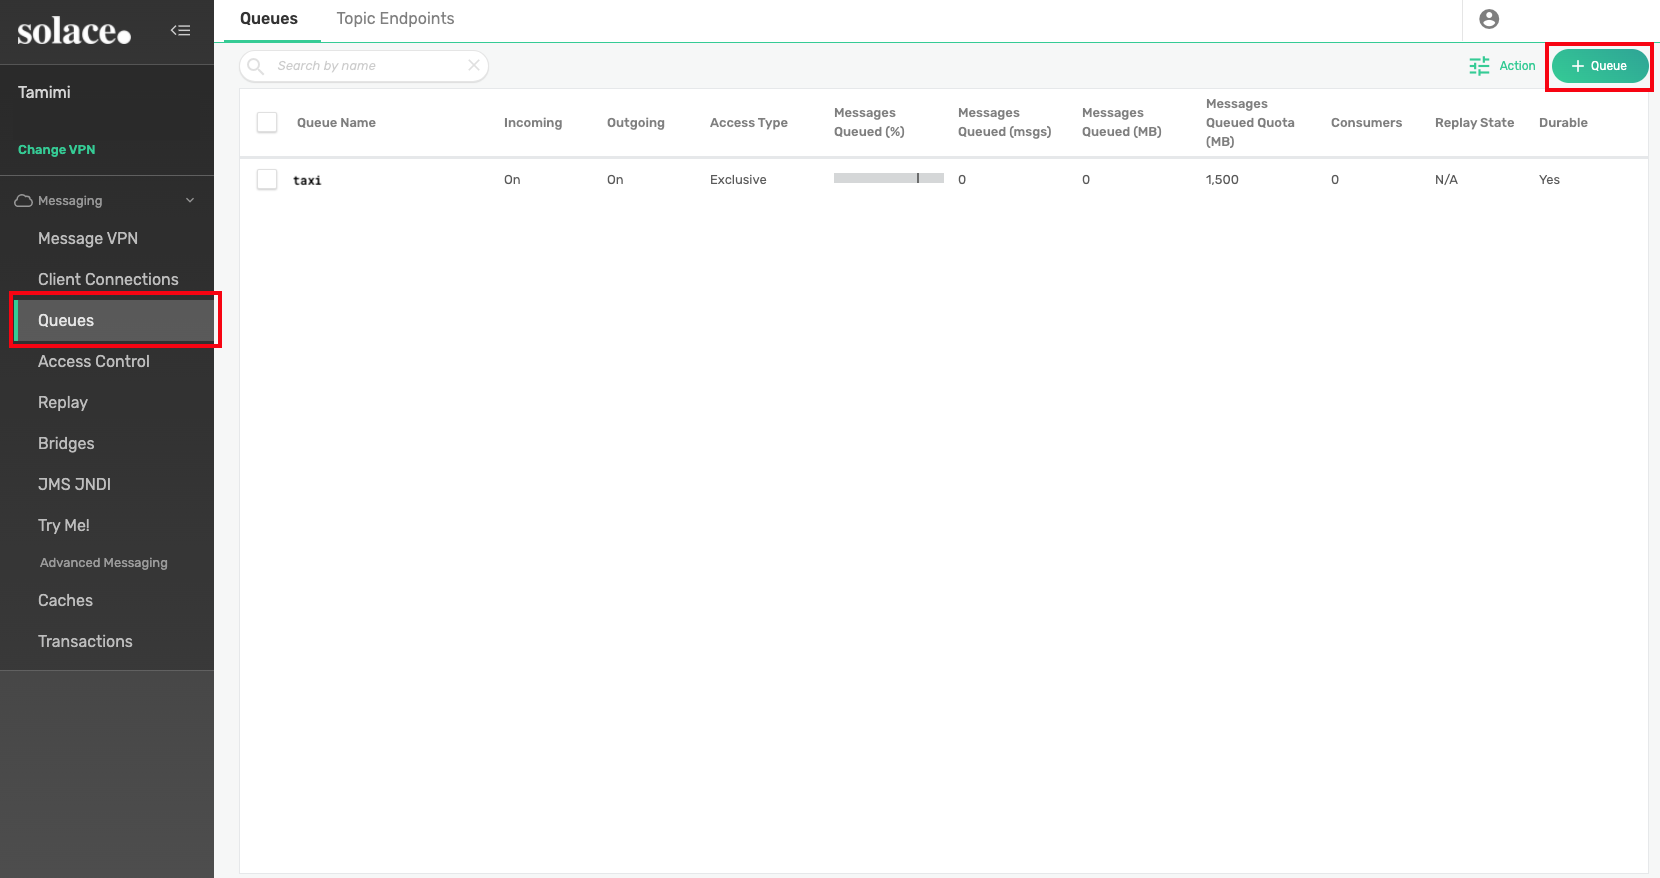 solace.
Tamimi
Change VPN
Messaging
Message VPN
Client Connections
Queues
Access Control
Replay
Bridges
JMS JNDI
Try Me!
Advanced Messaging
Caches
Transactions
Queues Topic Endpoints
Search by name
Action
+ Queue
Queue Name
Incoming
Outgoing
Access Type
Messages
Queued (%)
Messages
Queued (msgs)
Messages
Queued (MB)
Messages
Queued Quota
(MB)
Consumers
Replay State
Durable
taxi On On Exclusive 0 0 1,500 0 N/A Yes